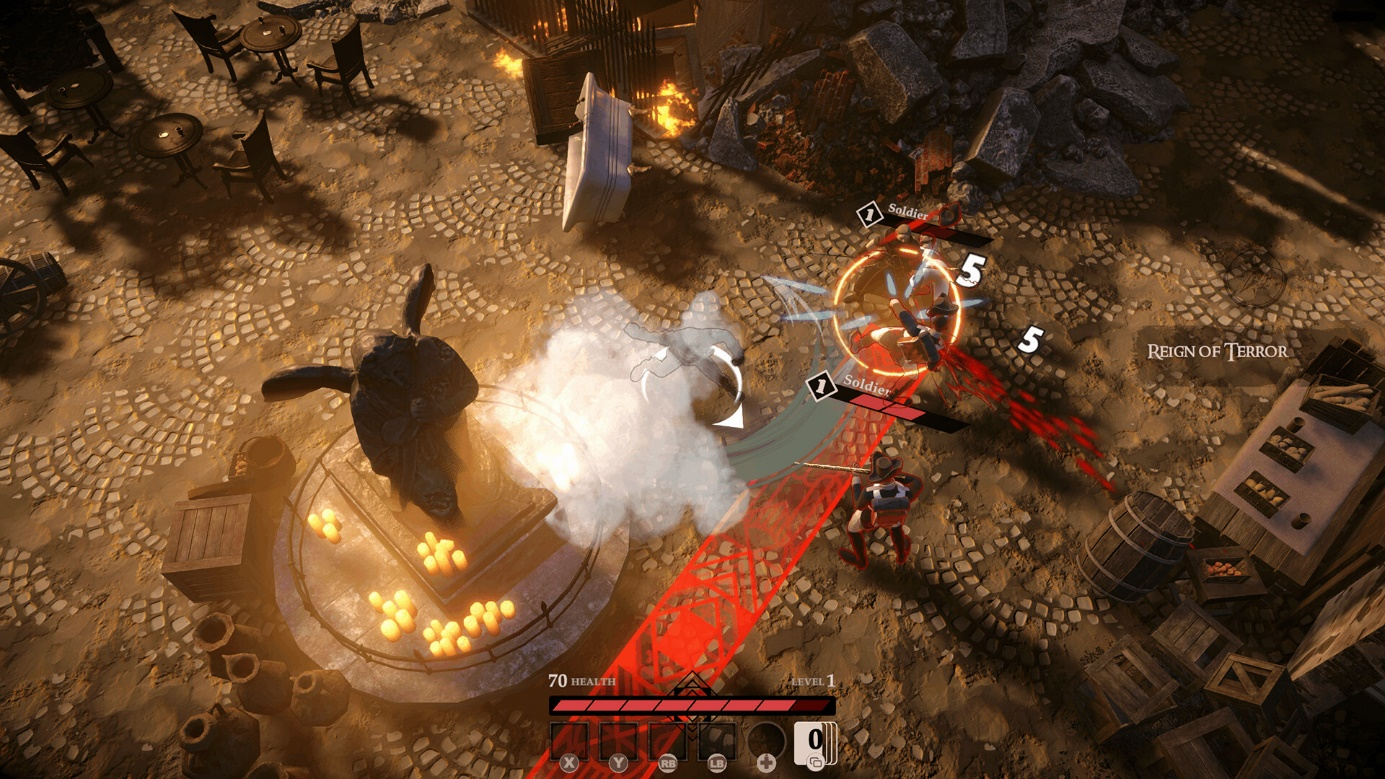 1 Soldier
5
5
REIGN OF TERROR
1 Soldier
70 HEALTH
LEVEL 1
0
X Y RB LB